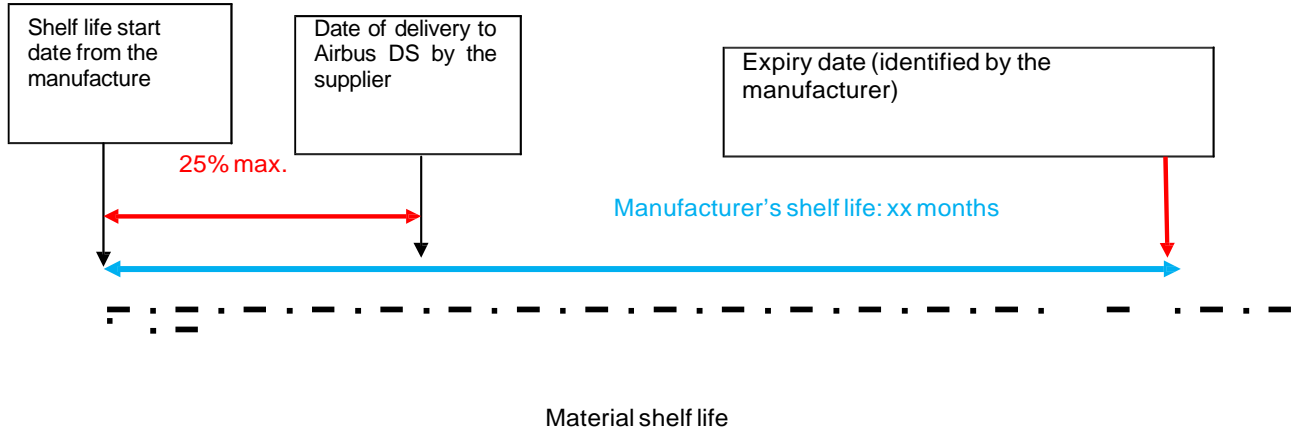 Shelf life start
date from the
manufacture
Date of delivery to
Airbus DS by the
supplier
Expiry date (identified by the
manufacturer)
25% max.
Manufacturer's shelf life: xx months
Material shelf life